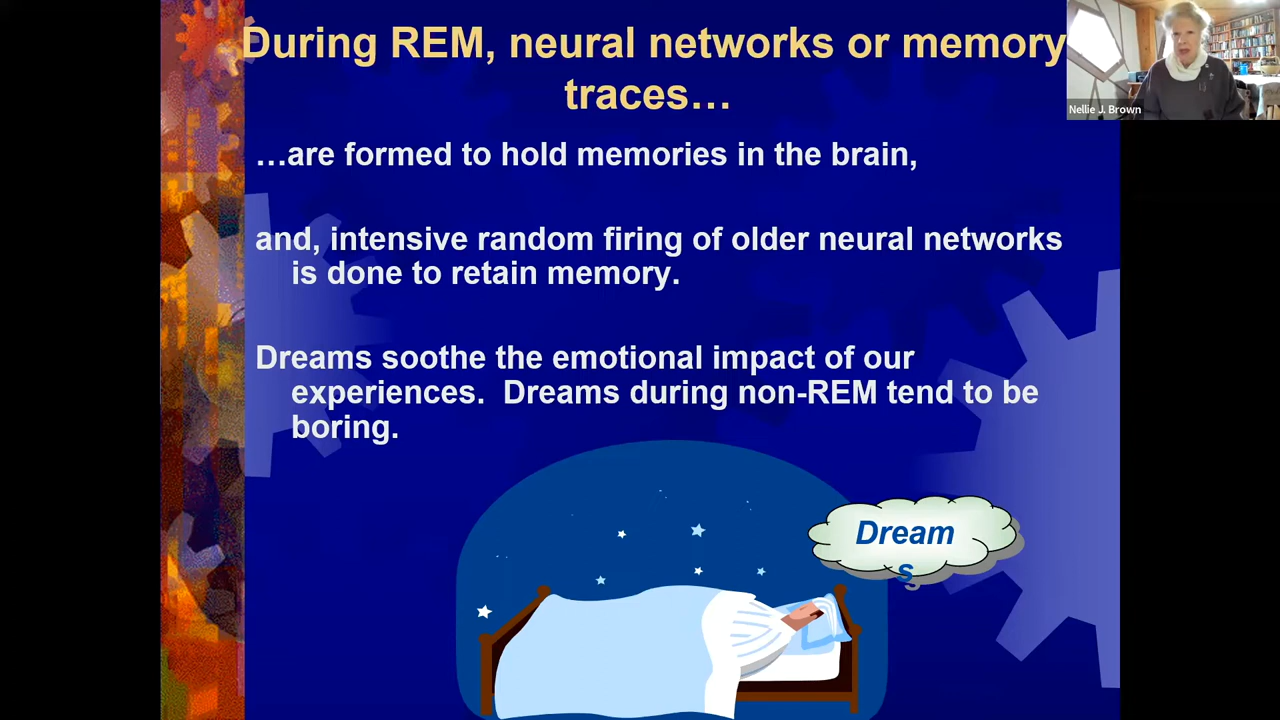 During REM, neural networks or memory
traces…
Nellie J. Brown
…are formed to hold memories in the brain,
and, intensive random firing of older neural networks
is done to retain memory.
Dreams soothe the emotional impact of our
experiences.  Dreams during non-REM tend to be
boring.
Dream
s